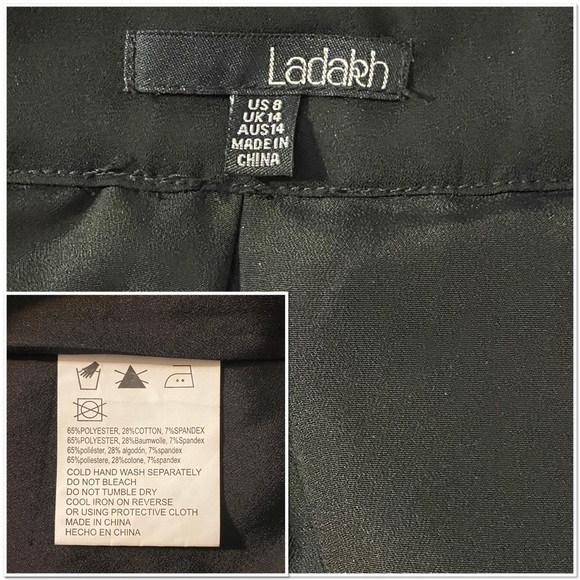 Ladakh
US 8
UK 14
AUS 14
MADE IN
CHINA
65%POLYESTER, 28%COTTON, 7%SPANDEX
65%POLYESTER, 28%Baumwolle, 7%Spandex
65%poliéster, 28% algodón, 7%spandex
65%poliestere, 28%cotone, 7%spandex
COLD HAND WASH SEPARATELY
DO NOT BLEACH
DO NOT TUMBLE DRY
COOL IRON ON REVERSE
OR USING PROTECTIVE CLOTH
MADE IN CHINA
HECHO EN CHINA